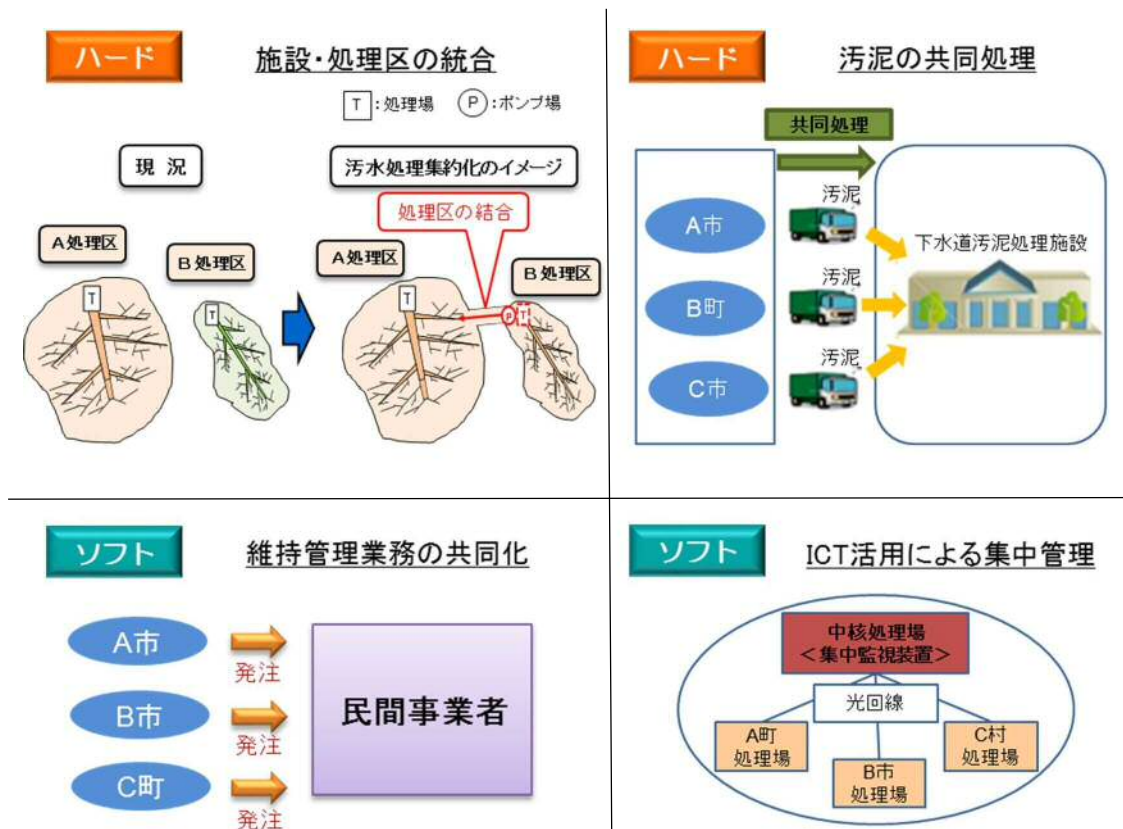 ハード
施設・処理区の統合
T:処理場 P:ポンプ場
現 況
汚水処理集約化のイメージ
処理区の結合
A処理区
B処理区
A処理区
B処理区
T
T
T
P
T
ハード
汚泥の共同処理
共同処理
A市
B町
C市
汚泥
汚泥
汚泥
下水道汚泥処理施設
ソフト
維持管理業務の共同化
A市
発注
B市
発注
C町
発注
民間事業者
ソフト
ICT活用による集中管理
中核処理場
<集中監視装置>
光回線
A町
処理場
B市
処理場
C村
処理場